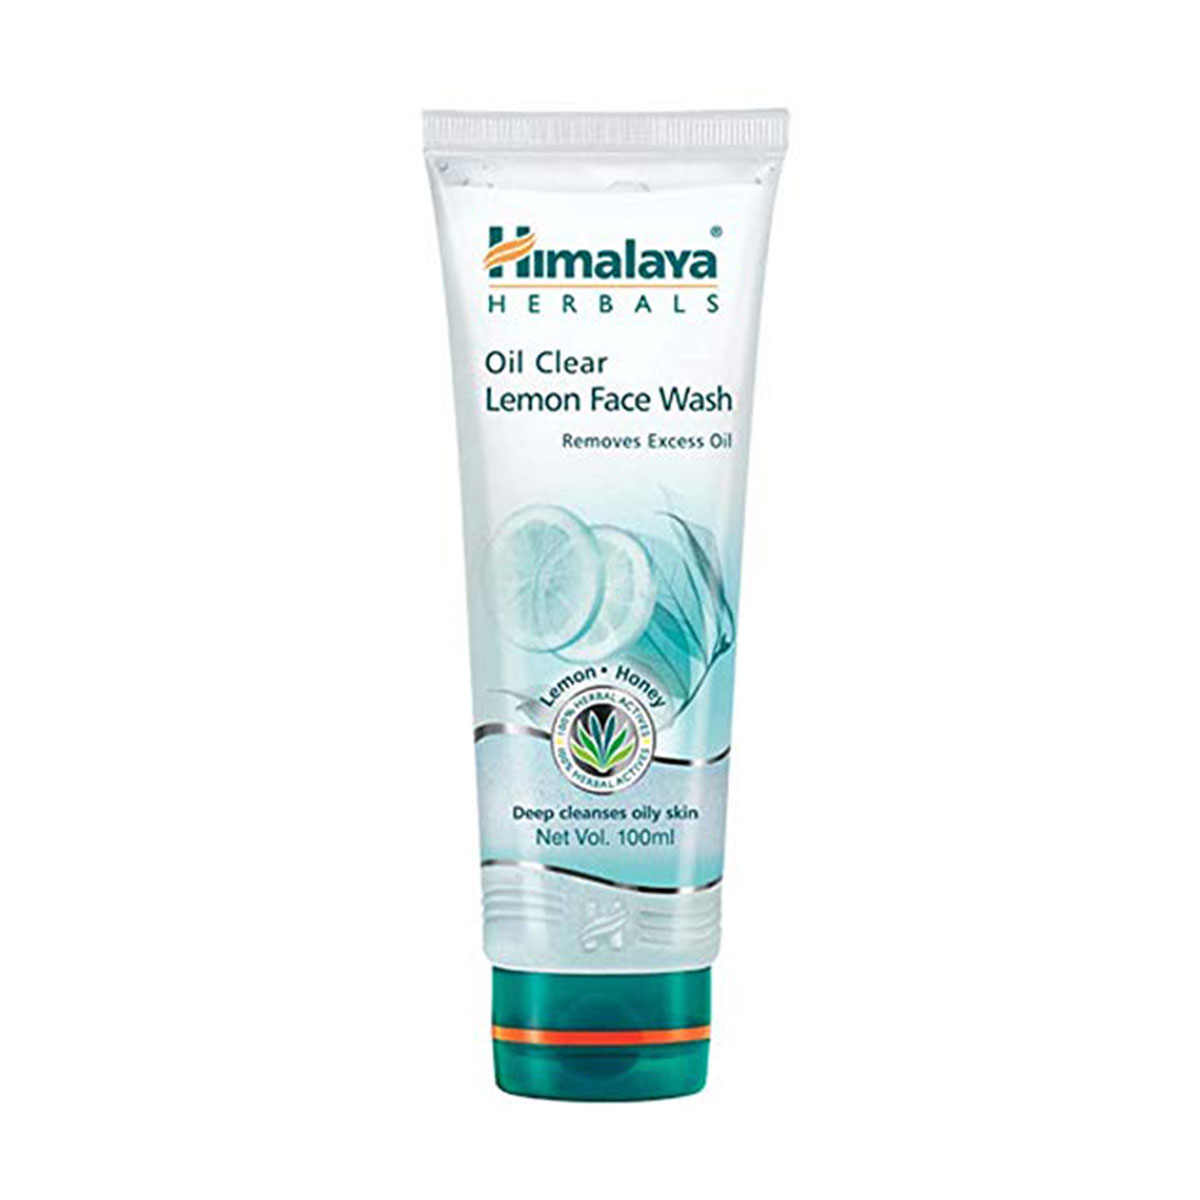 Himalaya®
HERBALS
Oil Clear
Lemon Face Wash
Removes Excess Oil
Lemon • Honey
100% HERBAL ACTIVES
100% HERBAL ACTIVES
Deep cleanses oily skin
Net Vol. 100ml
H